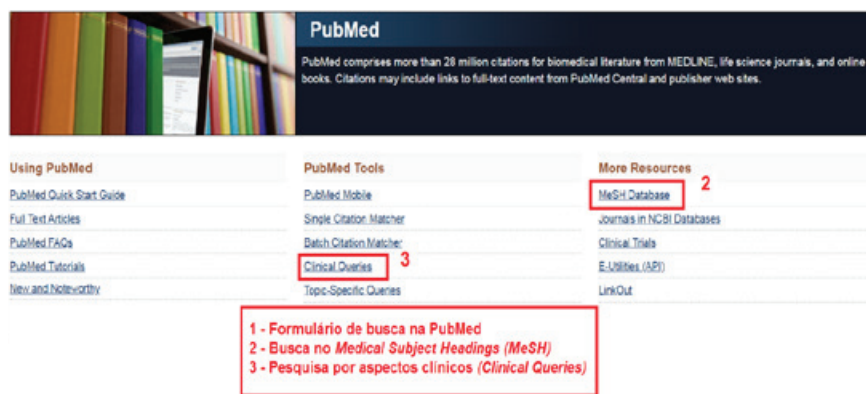 PubMed
PubMed comprises more than 28 million citations for biomedical literature from MEDLINE, life science journals, and online
books. Citations may include links to full-text content from PubMed Central and publisher web sites.
Using PubMed
PubMed Quick Start Guide
Full Text Articles
PubMed FAQs
PubMed Tutorials
New and Noteworthy
PubMed Tools
PubMed Mobile
Single Citation Matcher
Batch Citation Matcher
Clinical Queries 3
Topic-Specific Queries
More Resources
MeSH Database 2
Journals in NCBI Databases
Clinical Trials
E-Utilities (API)
LinkOut
1 - Formulário de busca na PubMed
2 - Busca no Medical Subject Headings (MeSH)
3 - Pesquisa por aspectos clínicos (Clinical Queries)